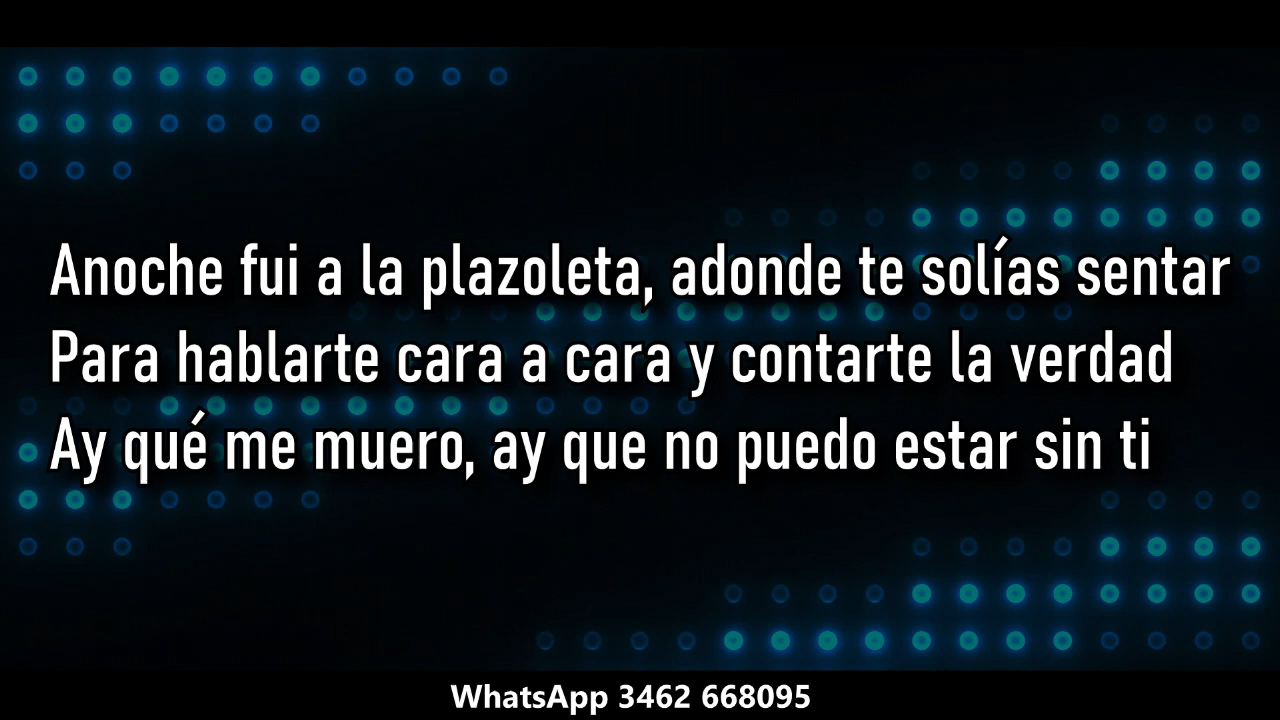 Anoche fui a la plazoleta, adonde te solías sentar
Para hablarte cara a cara y contarte la verdad
Ay qué me muero, ay que no puedo estar sin ti
WhatsApp 3462 668095